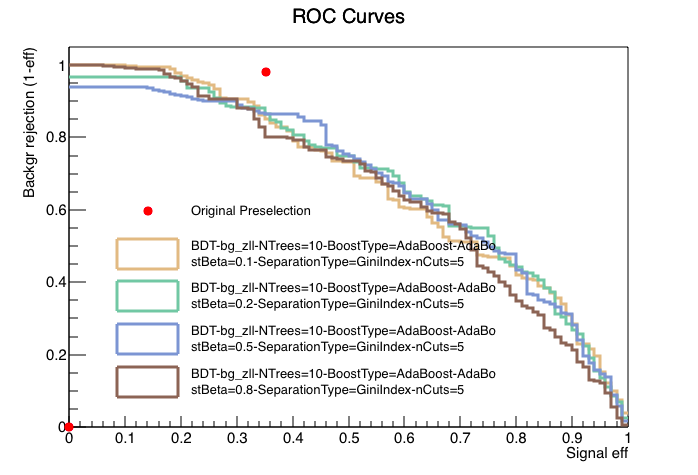 ROC Curves
Backgr rejection (1-eff)
1
0.8
0.6
0.4
0.2
0
Original Preselection
BDT-bg_zll-NTrees=10-BoostType=AdaBoost-AdaBo
stBeta=0.1-SeparationType=GiniIndex-nCuts=5
BDT-bg_zll-NTrees=10-BoostType=AdaBoost-AdaBo
stBeta=0.2-SeparationType=GiniIndex-nCuts=5
BDT-bg_zll-NTrees=10-BoostType=AdaBoost-AdaBo
stBeta=0.5-SeparationType=GiniIndex-nCuts=5
BDT-bg_zll-NTrees=10-BoostType=AdaBoost-AdaBo
stBeta=0.8-SeparationType=GiniIndex-nCuts=5
0 0.1 0.2 0.3 0.4 0.5 0.6 0.7 0.8 0.9 1
Signal eff